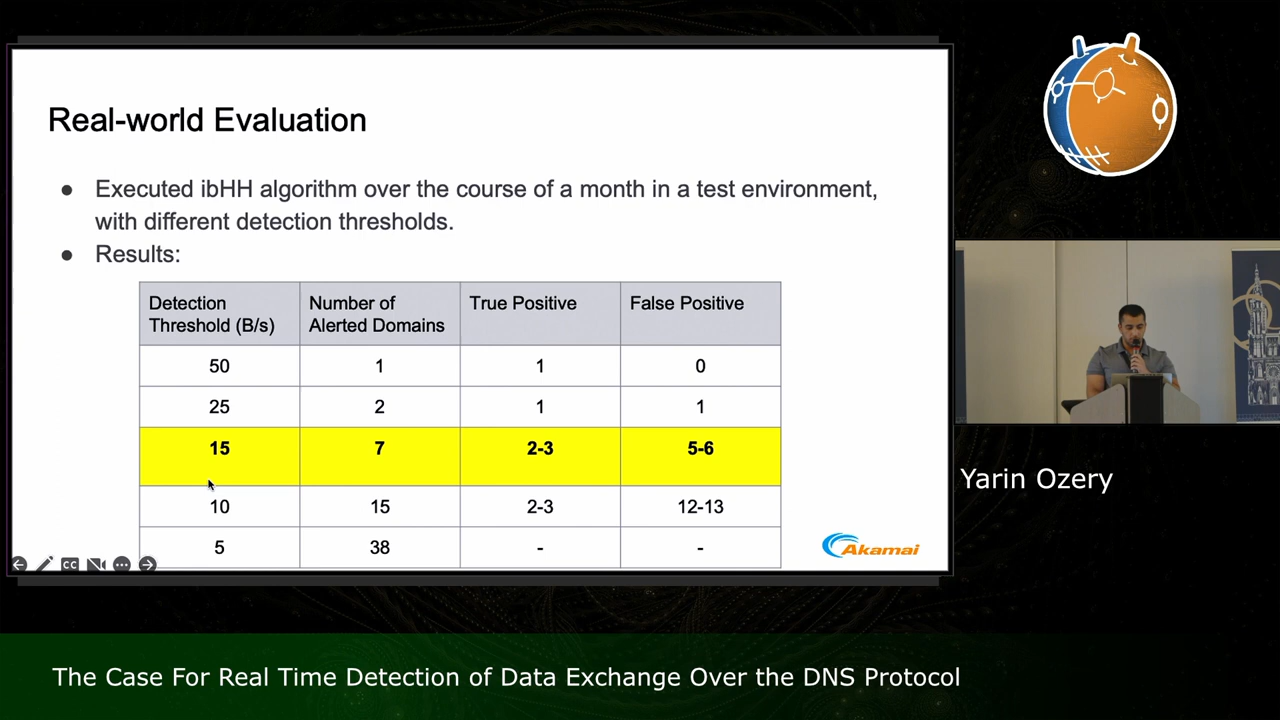 Real-world Evaluation
● Executed ibHH algorithm over the course of a month in a test environment,
with different detection thresholds.
● Results:
Detection Threshold (B/s) Number of Alerted Domains True Positive False Positive
50 1 1 0
25 2 1 1
15 7 2-3 5-6
10 15 2-3 12-13
5 38 - -
CC
Akamai
Yarin Ozery
The Case For Real Time Detection of Data Exchange Over the DNS Protocol